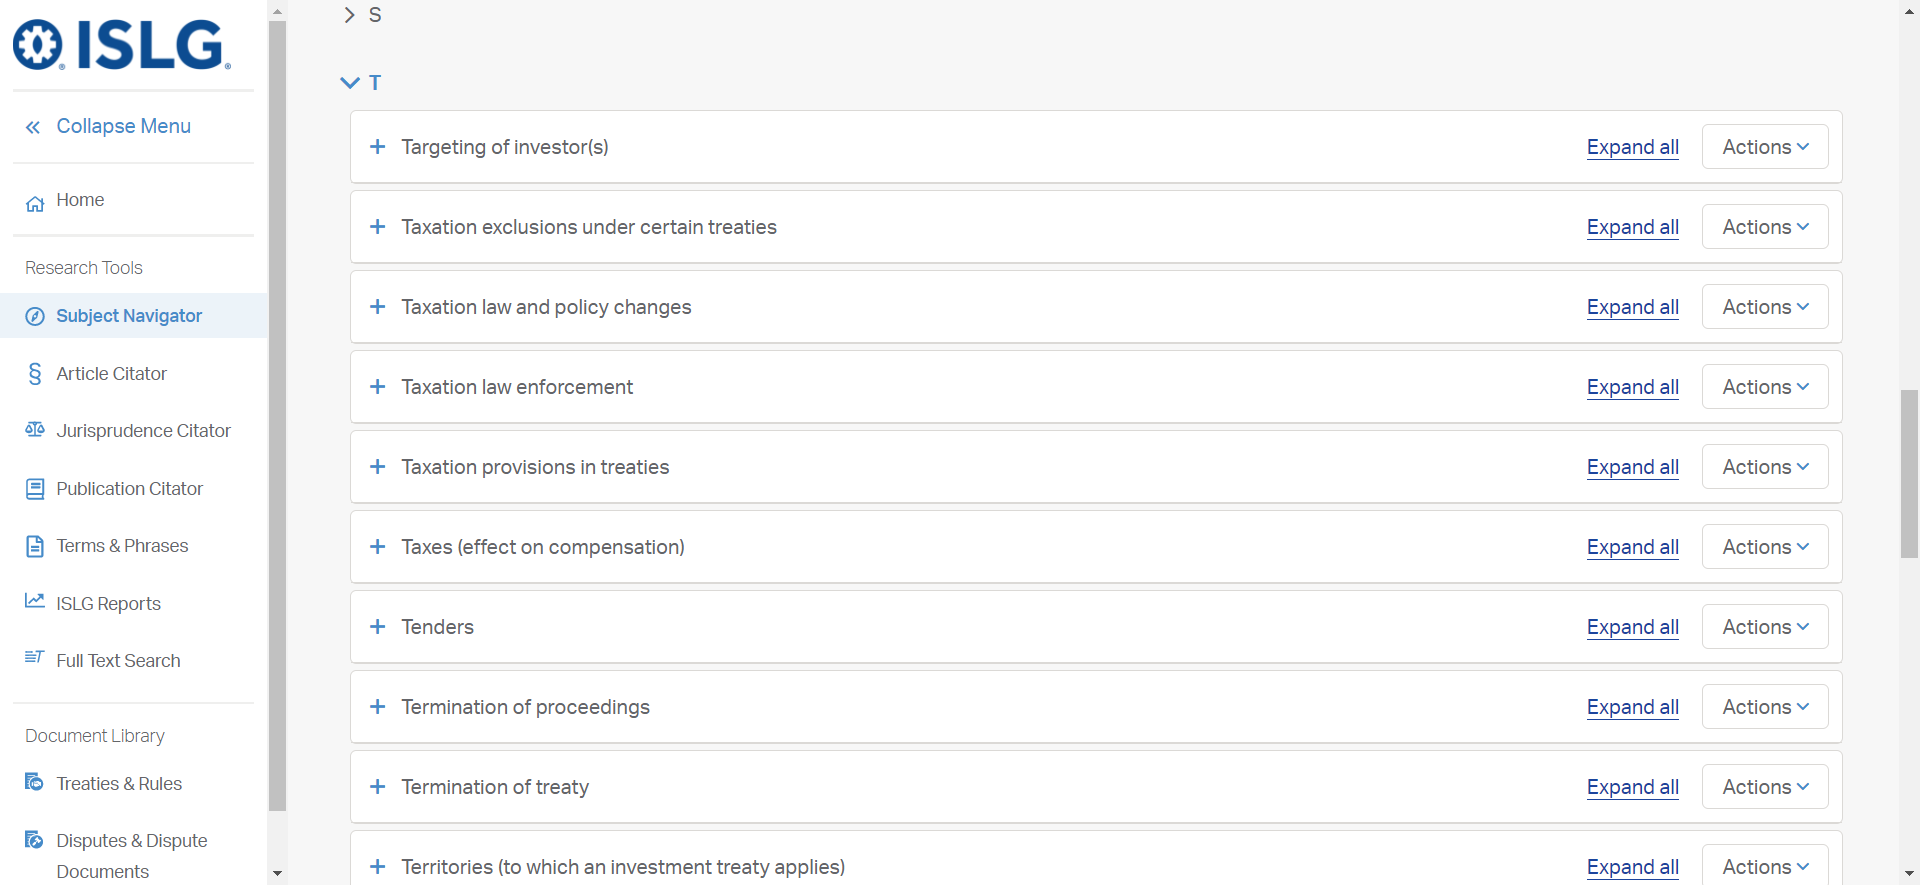 ISLG
Collapse Menu
Home
Research Tools
Subject Navigator
Article Citator
Jurisprudence Citator
Publication Citator
Terms & Phrases
ISLG Reports
Full Text Search
Document Library
Treaties & Rules
Disputes & Dispute
Documents
S
T
Targeting of investor(s) Expand all Actions
Taxation exclusions under certain treaties Expand all Actions
Taxation law and policy changes Expand all Actions
Taxation law enforcement Expand all Actions
Taxation provisions in treaties Expand all Actions
Taxes (effect on compensation) Expand all Actions
Tenders Expand all Actions
Termination of proceedings Expand all Actions
Termination of treaty Expand all Actions
Territories (to which an investment treaty applies) Expand all Actions